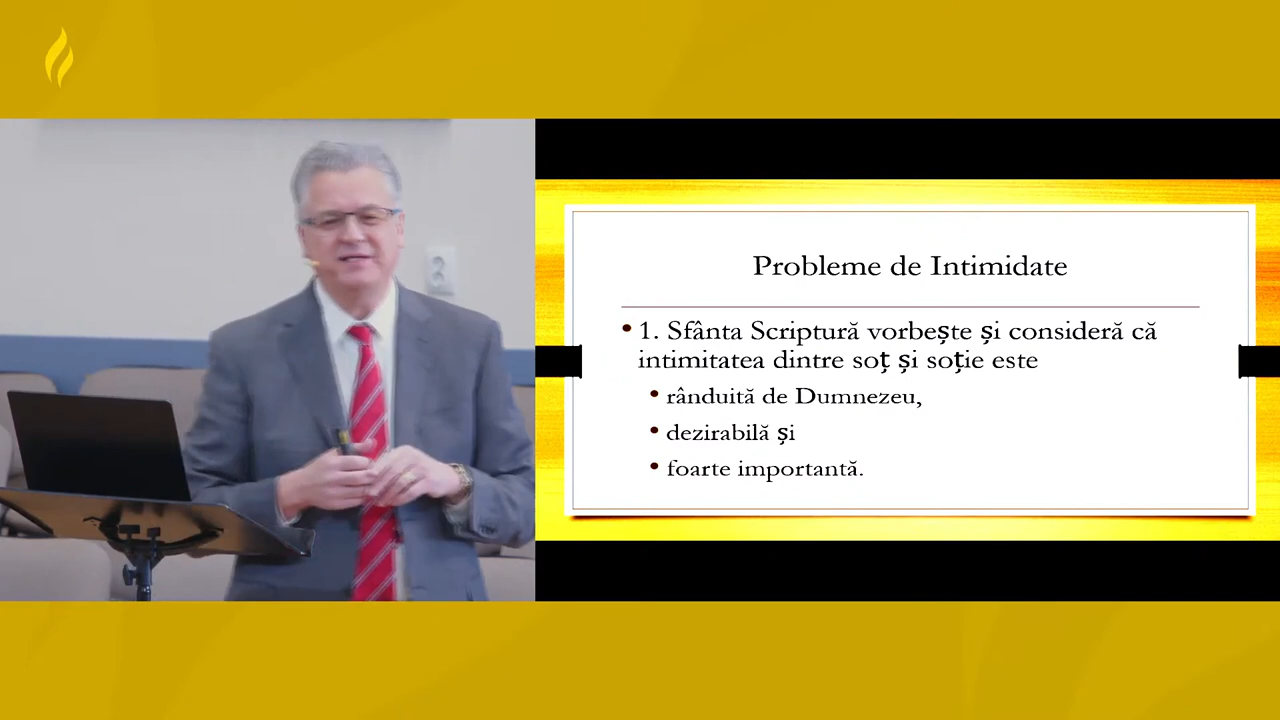 Probleme de Intimidate
• 1. Sfânta Scriptură vorbește și consideră că
intimitatea dintre soț și soție este
• rânduită de Dumnezeu,
• dezirabilă și
• foarte importantă.